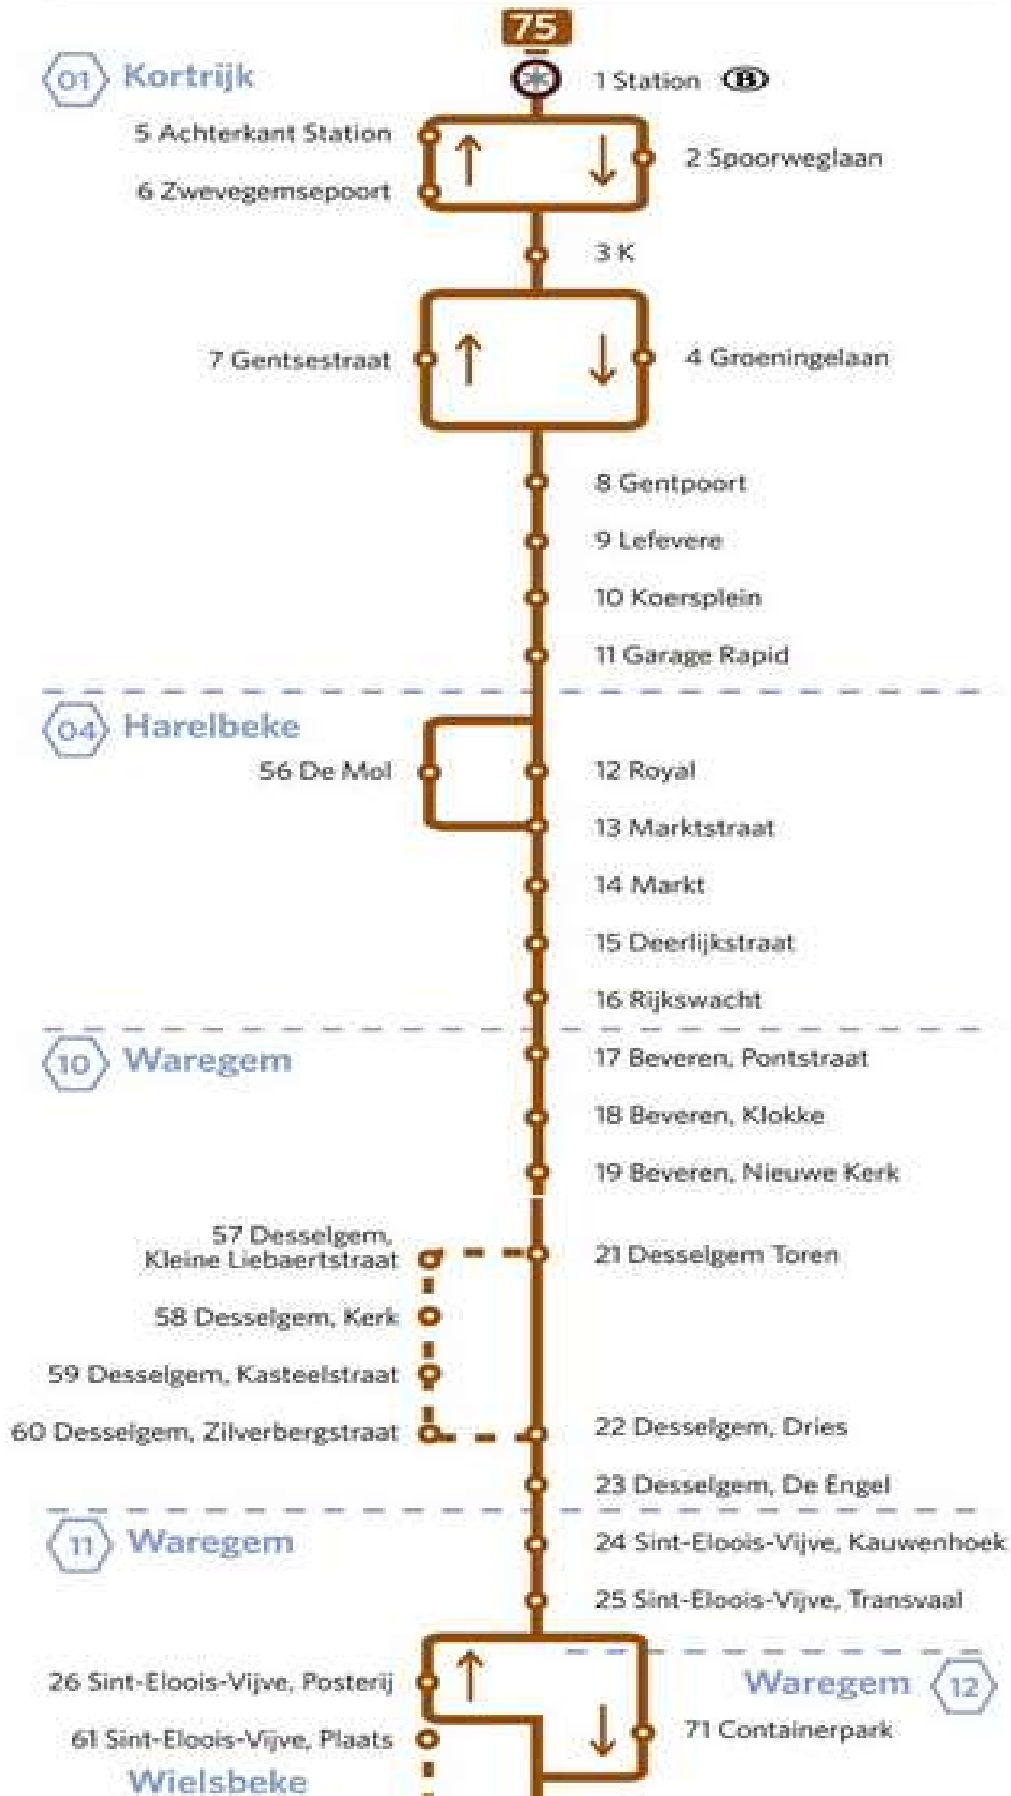 75
01 Kortrijk
1 Station B
5 Achterkant Station
2 Spoorweglaan
6 Zwevegemsepoort
3 K
7 Gentsestraat
4 Groeningelaan
8 Gentpoort
9 Lefevere
10 Koersplein
11 Garage Rapid
04 Harelbeke
56 De Mol
12 Royal
13 Marktstraat
14 Markt
15 Deerlijkstraat
16 Rijkswacht
10 Waregem
17 Beveren, Pontstraat
18 Beveren, Klokke
19 Beveren, Nieuwe Kerk
57 Desselgem,
Kleine Liebaertstraat
21 Desselgem Toren
58 Desselgem, Kerk
59 Desselgem, Kasteelstraat
60 Desselgem, Zilverbergstraat
22 Desselgem, Dries
23 Desselgem, De Engel
11 Waregem
24 Sint-Eloois-Vijve, Kauwenhoek
25 Sint-Eloois-Vijve, Transvaal
26 Sint-Eloois-Vijve, Posterij
Waregem 12
61 Sint-Eloois-Vijve, Plaats
71 Containerpark
Wielsbeke